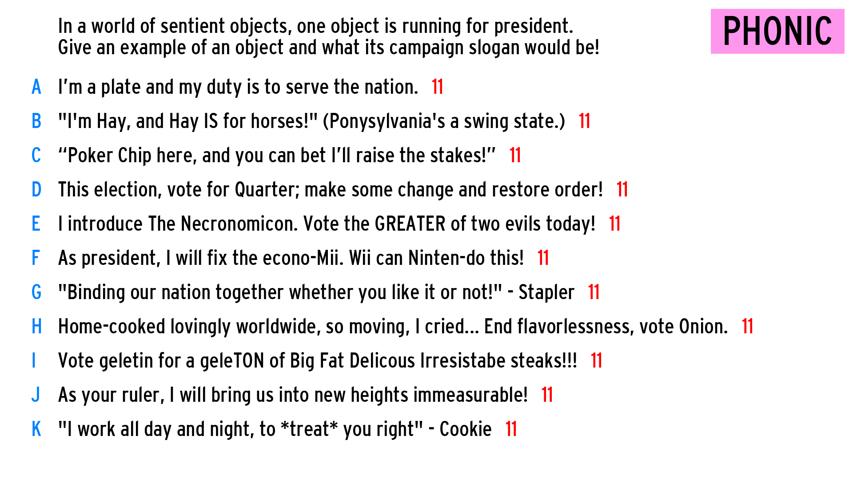 In a world of sentient objects, one object is running for president.
Give an example of an object and what its campaign slogan would be!
PHONIC
A I'm a plate and my duty is to serve the nation. 11
B "I'm Hay, and Hay IS for horses!" (Ponysylvania's a swing state.) 11
C “Poker Chip here, and you can bet I'll raise the stakes!” 11
D This election, vote for Quarter; make some change and restore order! 11
E I introduce The Necronomicon. Vote the GREATER of two evils today! 11
F As president, I will fix the econo-Mii. Wii can Ninten-do this! 11
G "Binding our nation together whether you like it or not!" - Stapler 11
H Home-cooked lovingly worldwide, so moving, I cried... End flavorlessness, vote Onion. 11
I Vote geletin for a geleTON of Big Fat Delicous Irresistabe steaks!!! 11
J As your ruler, I will bring us into new heights immeasurable! 11
K "I work all day and night, to *treat* you right" - Cookie 11